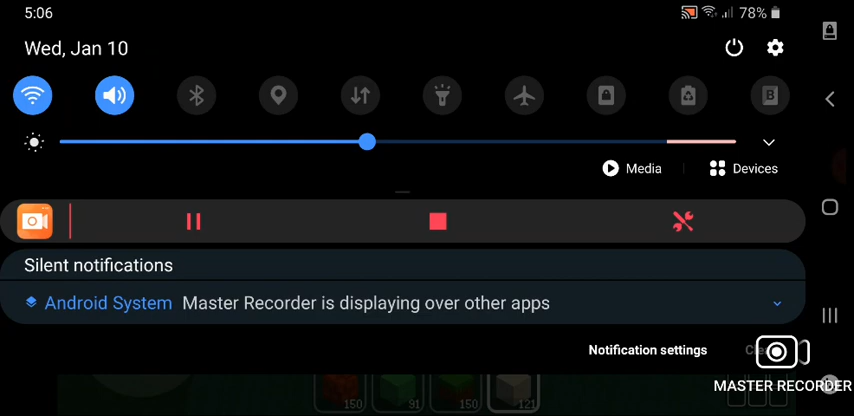 5:06
78%
Wed, Jan 10
Media
Devices
Silent notifications
Android System Master Recorder is displaying over other apps
Notification settings
MASTER RECORDER
150
91
150
121